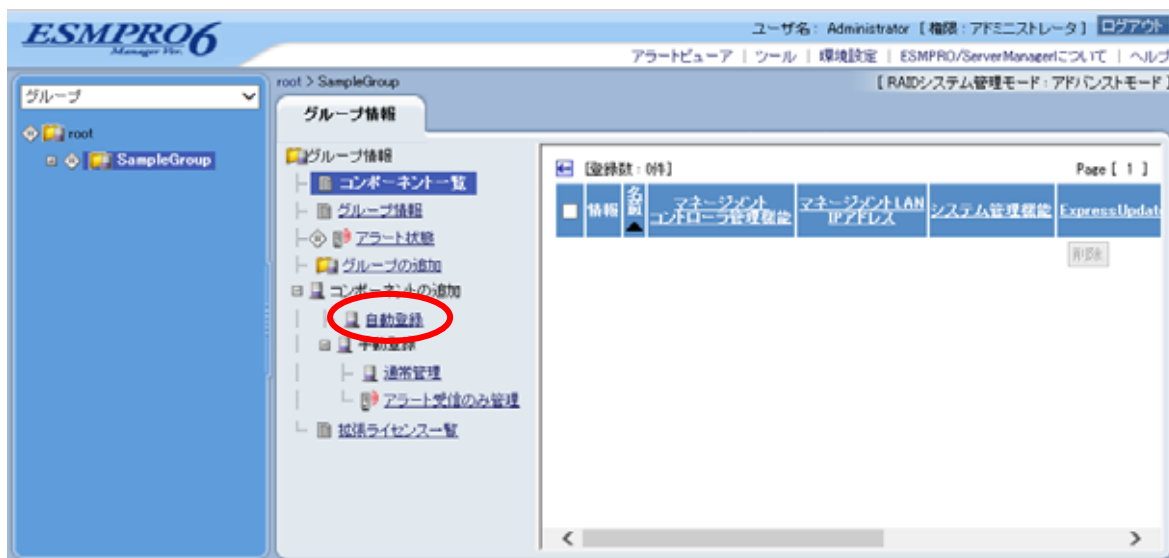 ESMPRO6
Manager Ver.
ユーザ名: Administrator [ 権限:アドミニストレータ ] ログアウト
アラートビューア | ツール | 環境設定 | ESMPRO/ServerManagerについて | ヘルプ
グループ
root
SampleGroup
root > SampleGroup
[ RAIDシステム管理モード:アドバンストモード ]
グループ情報
グループ情報
コンポーネント一覧
グループ情報
アラート状態
グループの追加
コンポーネントの追加
自動登録
手動登録
通常管理
アラート受信のみ管理
拡張ライセンス一覧
[登録数:0件] Page [ 1 ]
情報 名前 マネージメントコントローラ管理機能 マネージメントLAN IPアドレス システム管理機能 ExpressUpdat
削除